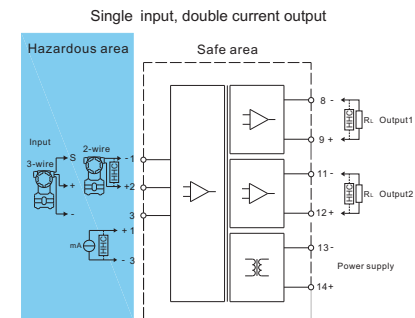 Single input, double current output
Hazardous area
Safe area
Input
3-wire
S
+
-
2-wire
- 1
+2
3
mA
+ 1
- 3
8 -
9 +
RL Output1
11 -
12 +
RL Output2
13 -
14 +
Power supply